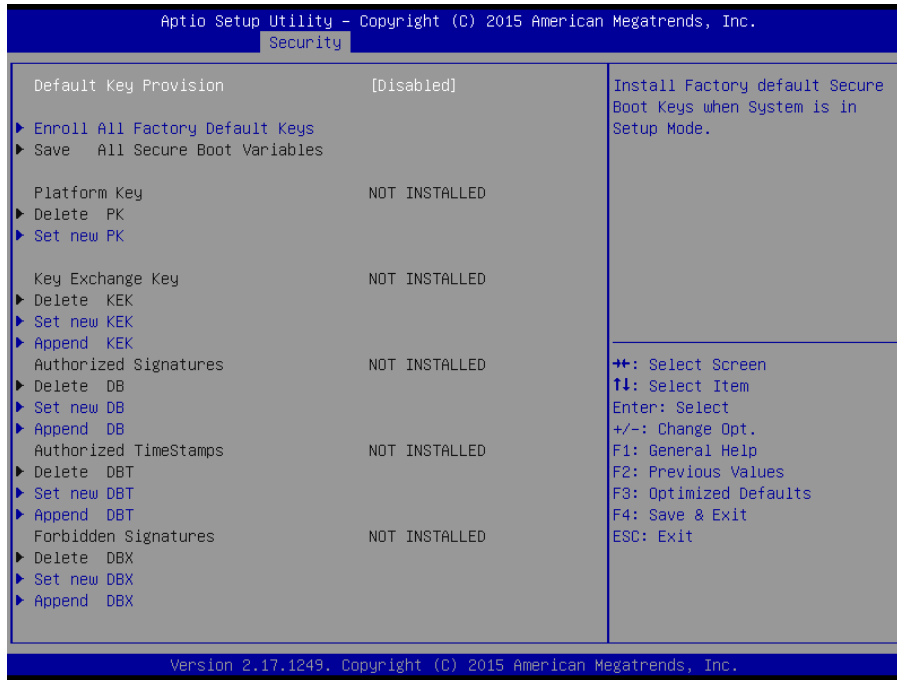 Aptio Setup Utility – Copyright (C) 2015 American Megatrends, Inc.
Security
Default Key Provision [Disabled]
Enroll All Factory Default Keys
Save All Secure Boot Variables
Platform Key NOT INSTALLED
Delete PK
Set new PK
Key Exchange Key NOT INSTALLED
Delete KEK
Set new KEK
Append KEK
Authorized Signatures NOT INSTALLED
Delete DB
Set new DB
Append DB
Authorized TimeStamps NOT INSTALLED
Delete DBT
Set new DBT
Append DBT
Forbidden Signatures NOT INSTALLED
Delete DBX
Set new DBX
Append DBX
Install Factory default Secure
Boot Keys when System is in
Setup Mode.
→←: Select Screen
↑↓: Select Item
Enter: Select
+/-: Change Opt.
F1: General Help
F2: Previous Values
F3: Optimized Defaults
F4: Save & Exit
ESC: Exit
Version 2.17.1249. Copyright (C) 2015 American Megatrends, Inc.